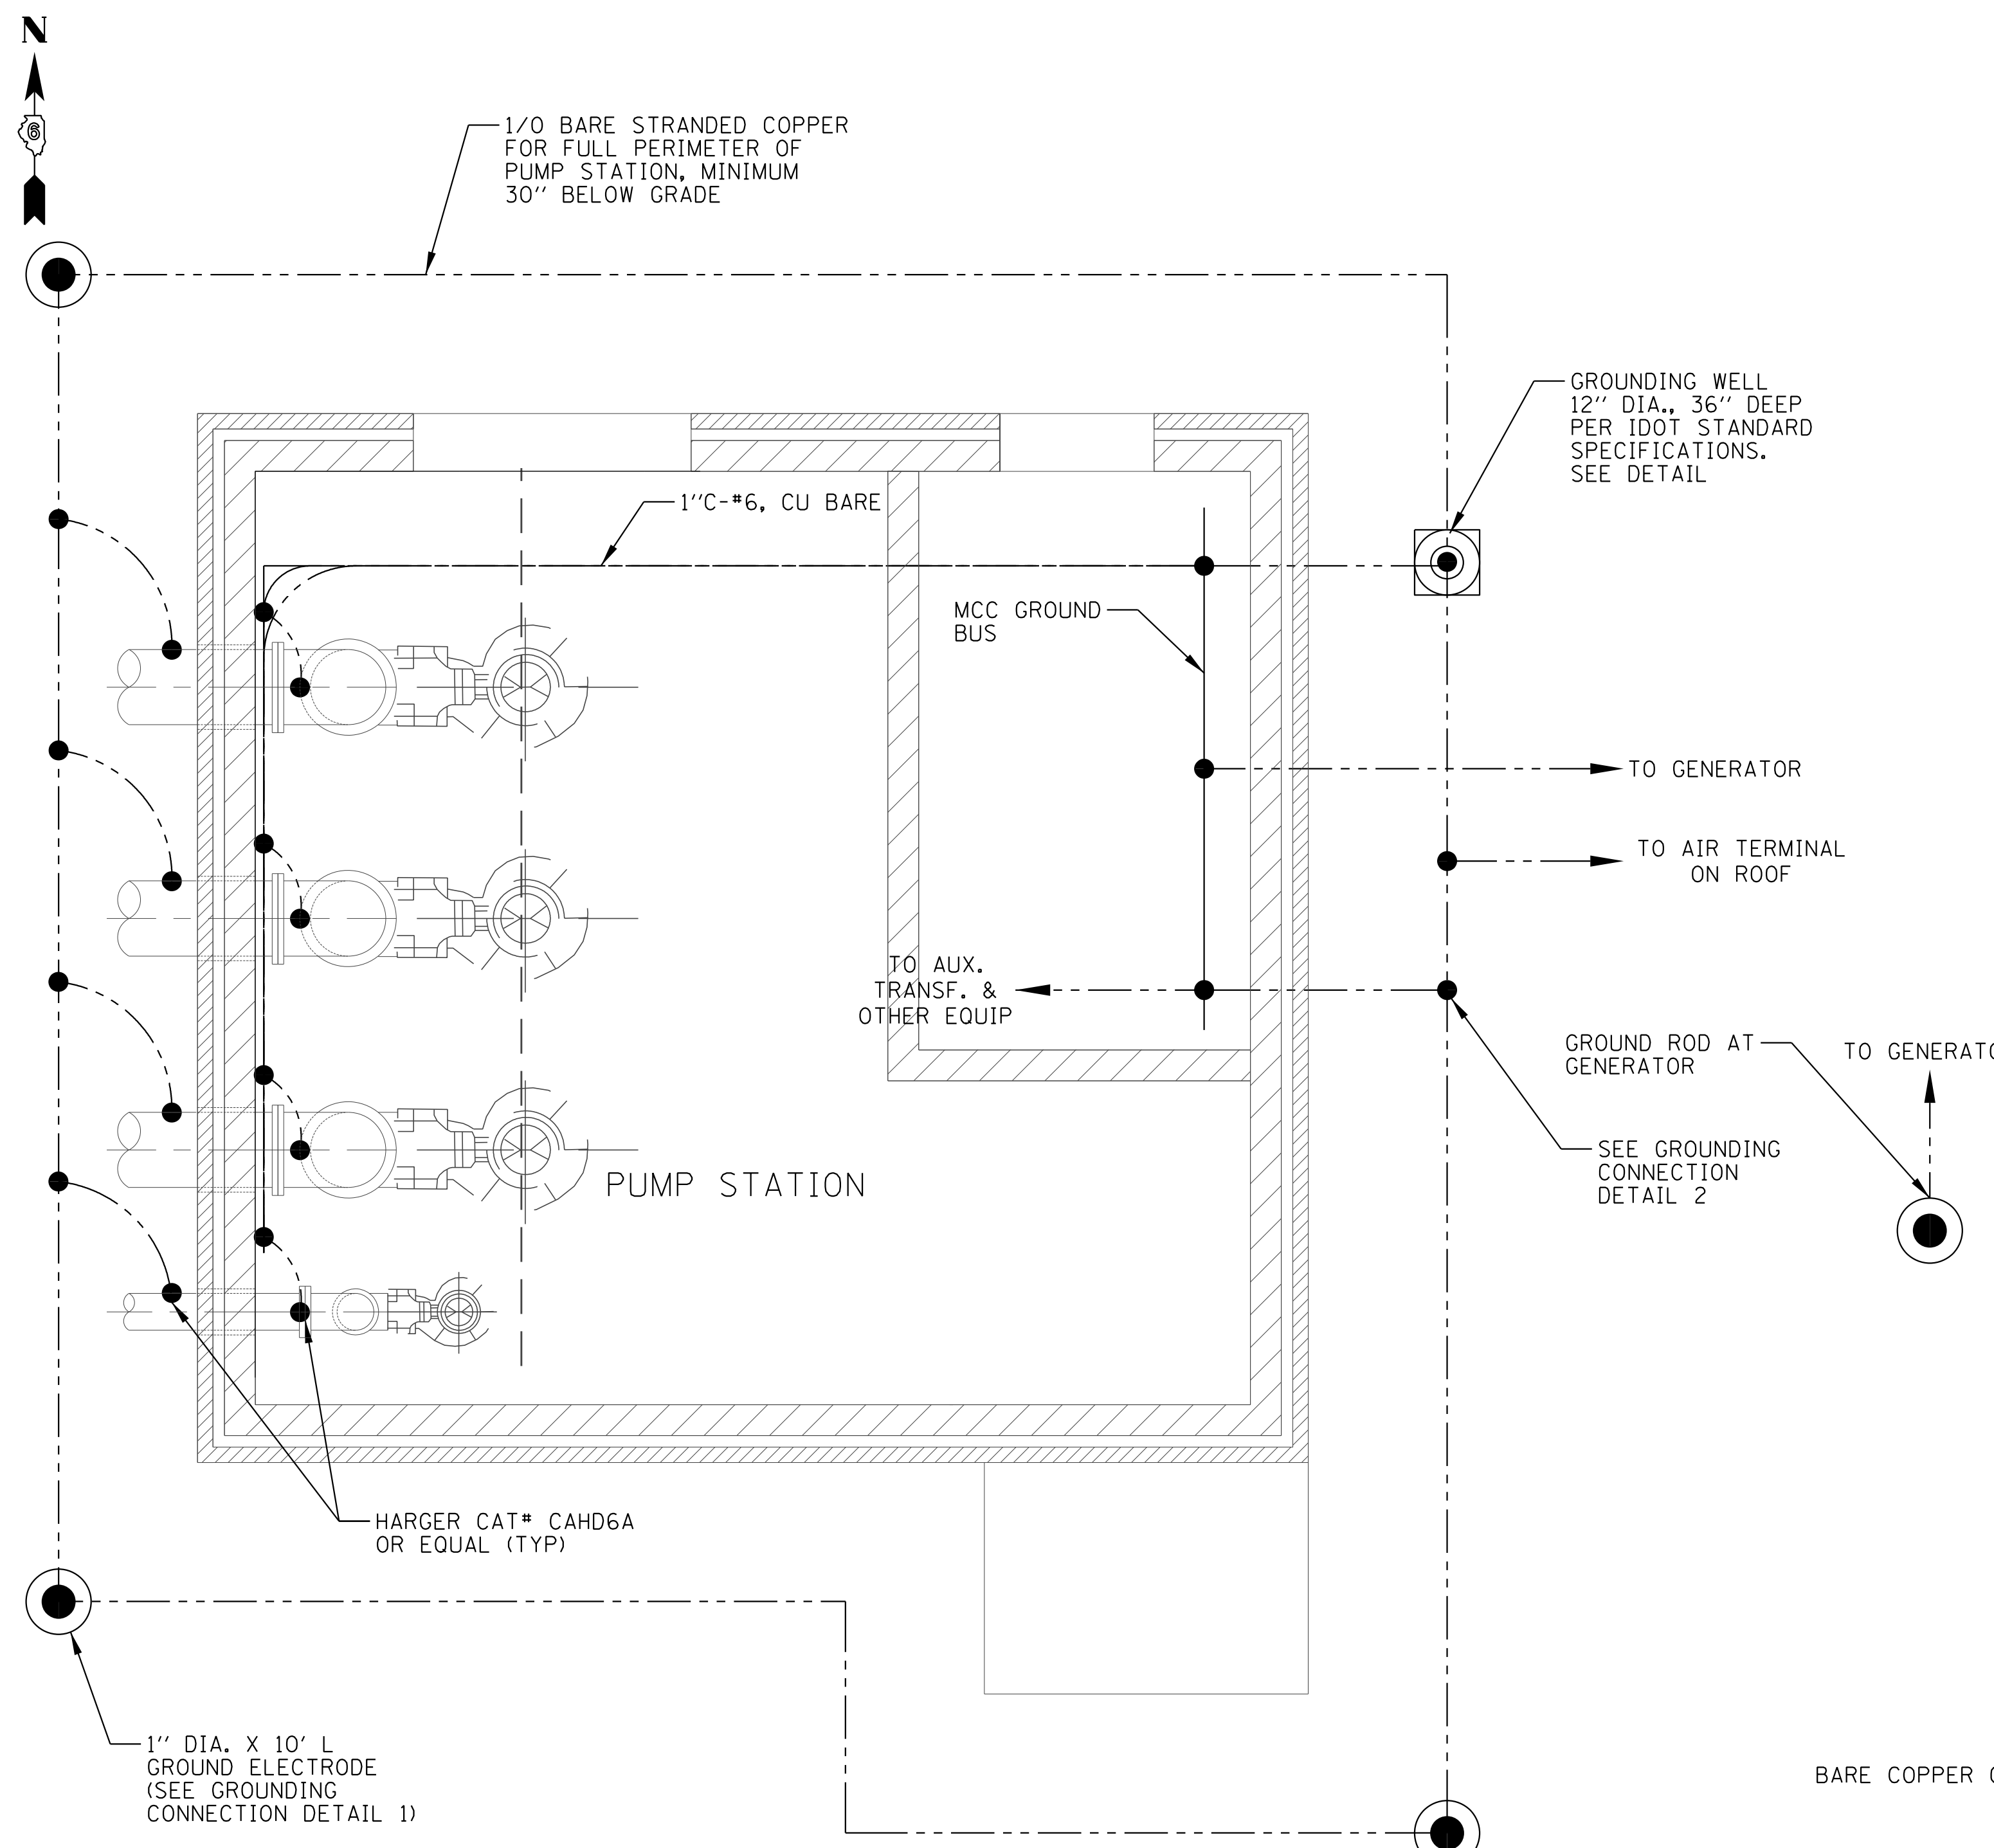 N
6
1/0 BARE STRANDED COPPER
FOR FULL PERIMETER OF
PUMP STATION, MINIMUM
30'' BELOW GRADE
GROUNDING WELL
12'' DIA., 36'' DEEP
PER IDOT STANDARD
SPECIFICATIONS.
SEE DETAIL
1''C-#6, CU BARE
MCC GROUND
BUS
TO GENERATOR
TO AIR TERMINAL
ON ROOF
TO AUX.
TRANSF. &
OTHER EQUIP
GROUND ROD AT
GENERATOR
TO GENERATO
SEE GROUNDING
CONNECTION
DETAIL 2
PUMP STATION
HARGER CAT# CAHD6A
OR EQUAL (TYP)
1'' DIA. X 10' L
GROUND ELECTRODE
(SEE GROUNDING
CONNECTION DETAIL 1)
BARE COPPER